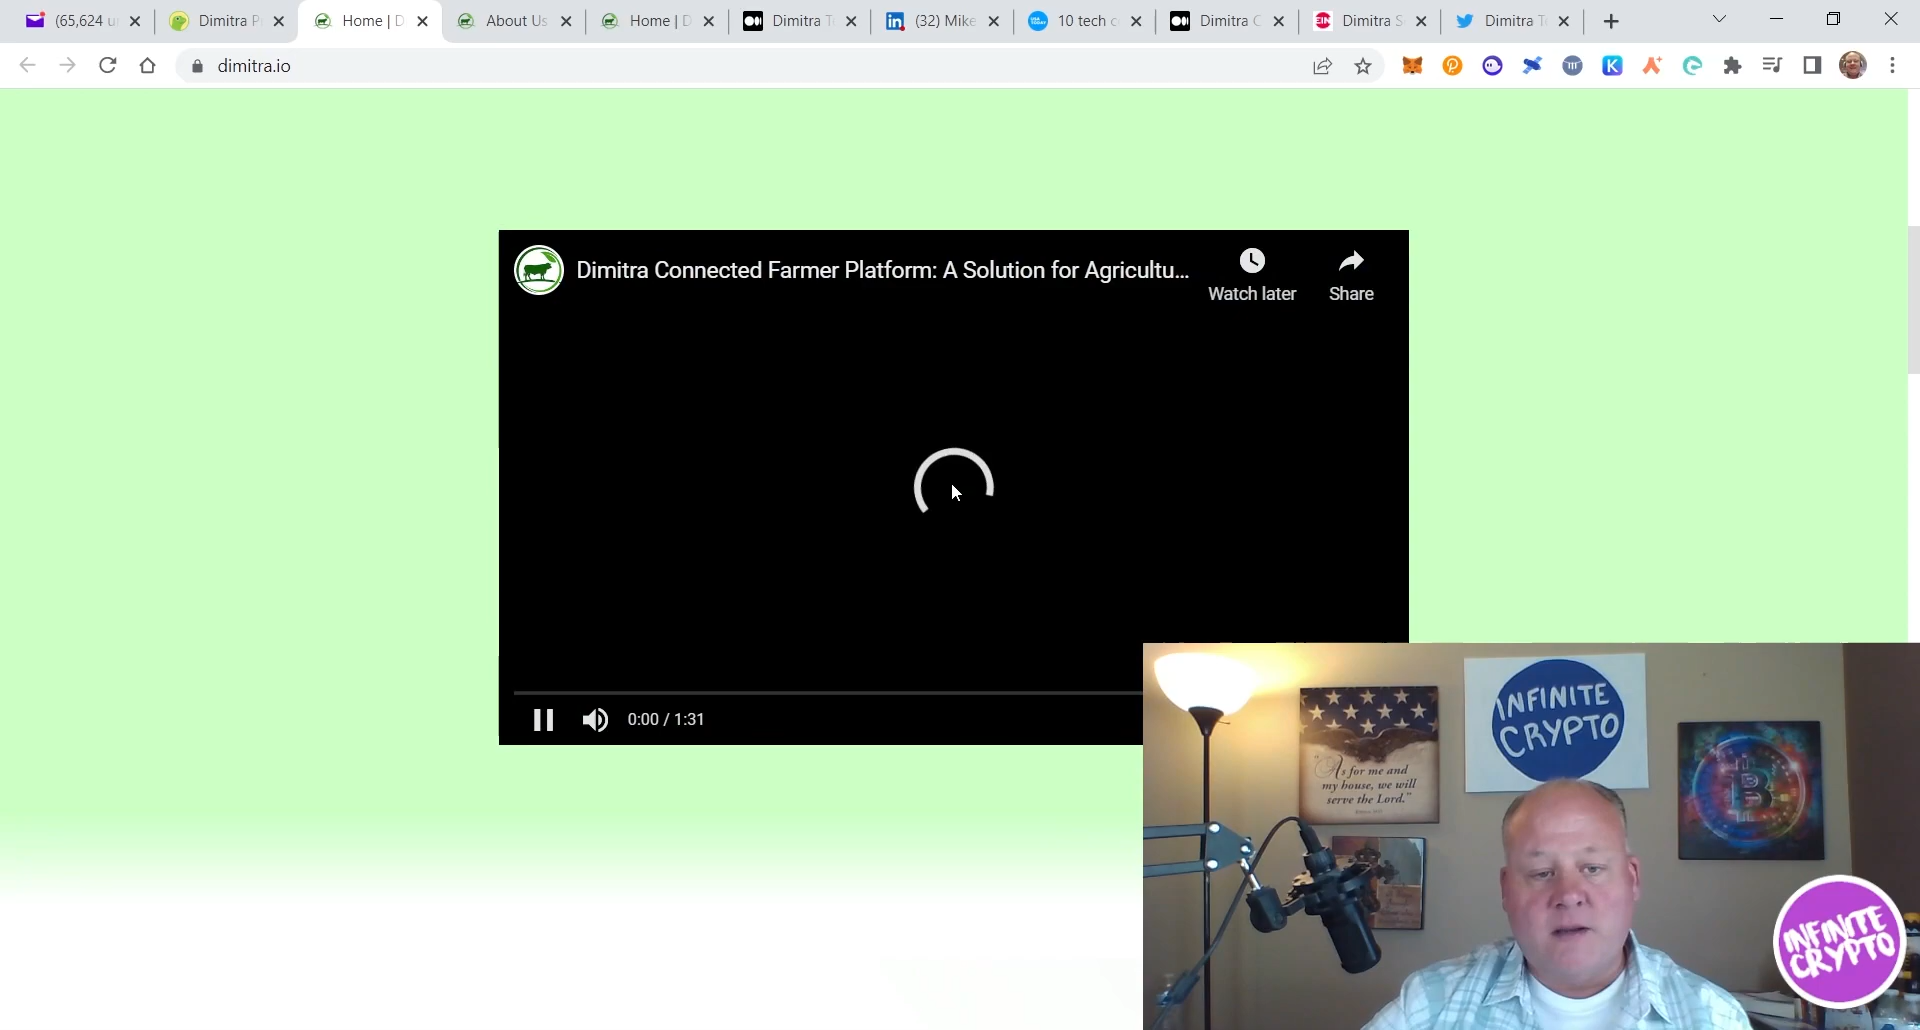 (65,624 u
Dimitra P
Home | D
About Us
Home | D
Dimitra T
(32) Mike
10 tech c
Dimitra C
Dimitra S
Dimitra T
dimitra.io
Dimitra Connected Farmer Platform: A Solution for Agricultu...
Watch later
Share
0:00 / 1:31
INFINITE
CRYPTO
"As for me and
my house, we will
serve the Lord."
INFINITE
CRYPTO